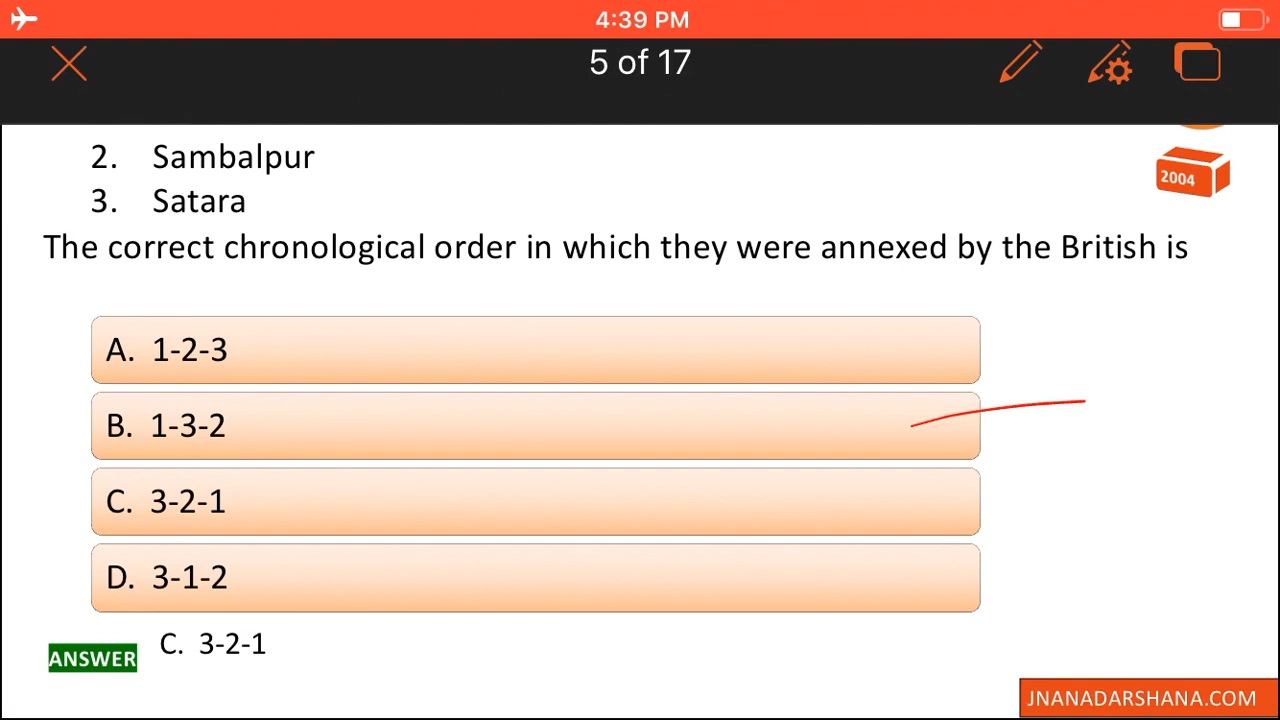 4:39 PM
5 of 17
2. Sambalpur
2004
3. Satara
The correct chronological order in which they were annexed by the British is
A. 1-2-3
B. 1-3-2
C. 3-2-1
D. 3-1-2
ANSWER C. 3-2-1
JNANADARSHANA.COM